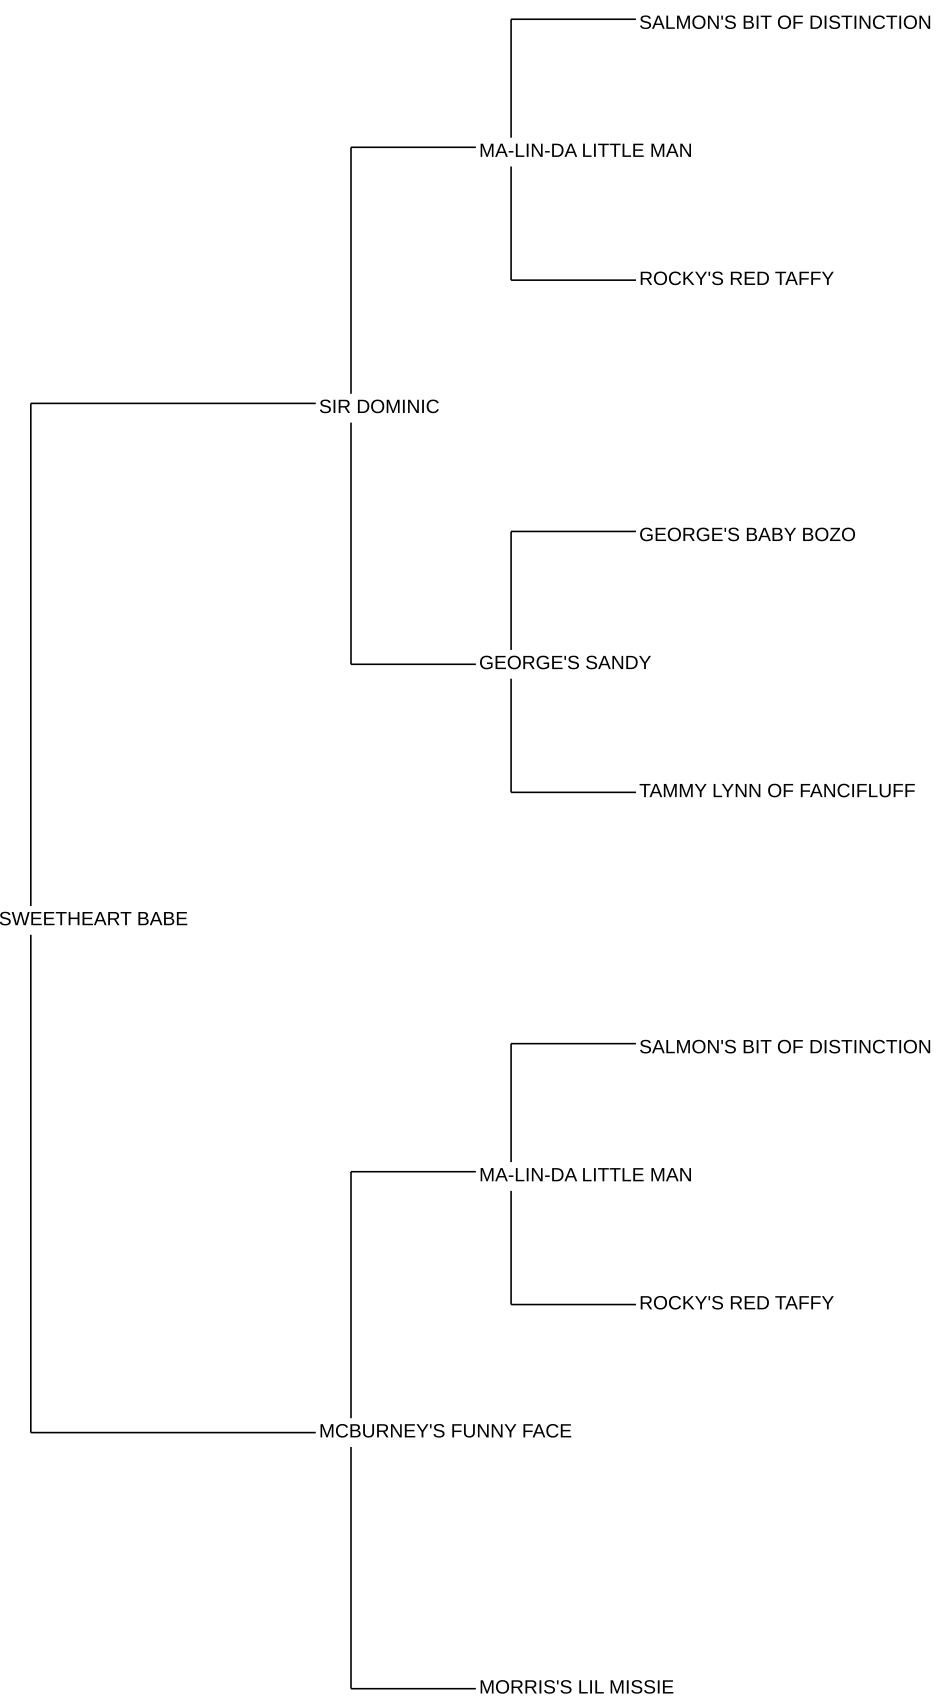 SALMON'S BIT OF DISTINCTION
MA-LIN-DA LITTLE MAN
ROCKY'S RED TAFFY
SIR DOMINIC
GEORGE'S BABY BOZO
GEORGE'S SANDY
TAMMY LYNN OF FANCIFLUFF
SWEETHEART BABE
SALMON'S BIT OF DISTINCTION
MA-LIN-DA LITTLE MAN
ROCKY'S RED TAFFY
MCBURNEY'S FUNNY FACE
MORRIS'S LIL MISSIE